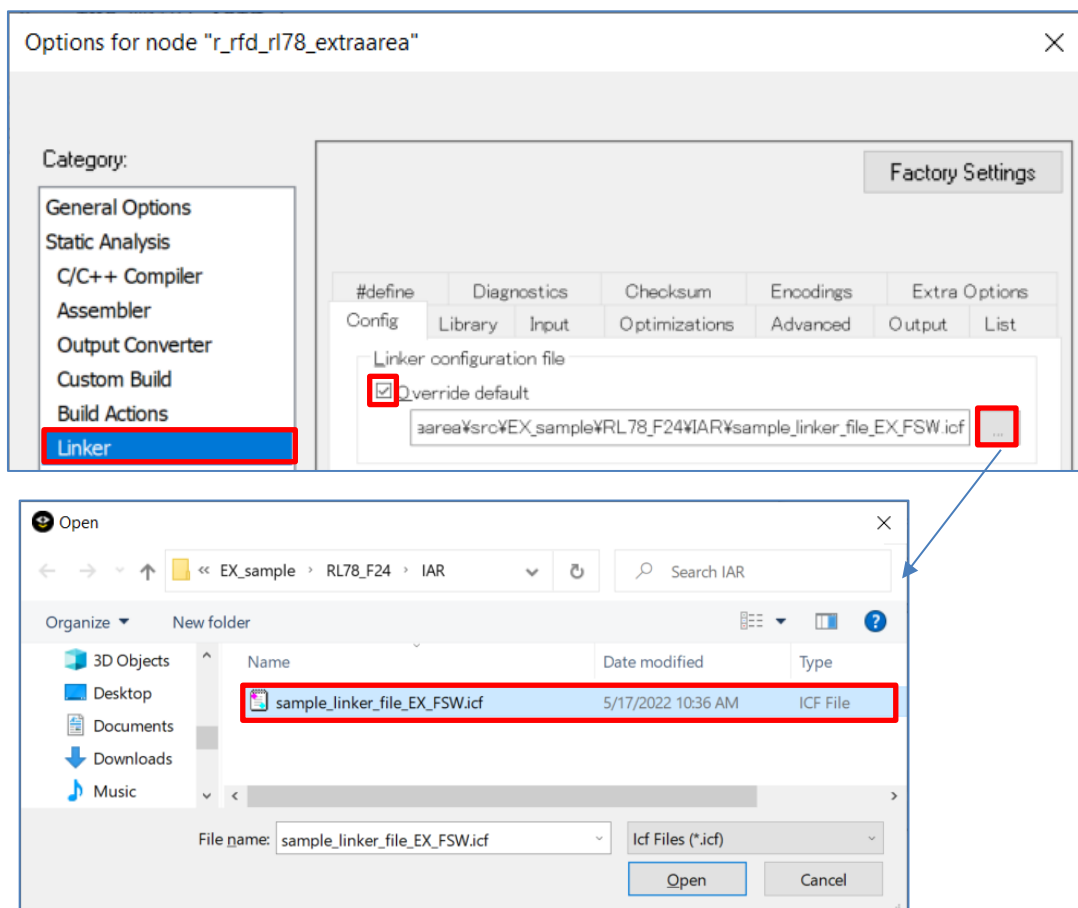 Options for node "r_rfd_rl78_extraarea"
Category:
Factory Settings
General Options
Static Analysis
C/C++ Compiler
Assembler
Output Converter
Custom Build
Build Actions
Linker
#define Diagnostics Checksum Encodings Extra Options
Config Library Input Optimizations Advanced Output List
Linker configuration file
Override default
aarea¥src¥EX_sample¥RL78_F24¥IAR¥sample_linker_file_EX_FSW.icf ...
Open
« EX_sample › RL78_F24 › IAR
Search IAR
Organize New folder
3D Objects
Desktop
Documents
Downloads
Music
Name Date modified Type
sample_linker_file_EX_FSW.icf 5/17/2022 10:36 AM ICF File
File name: sample_linker_file_EX_FSW.icf Icf Files (*.icf)
Open Cancel